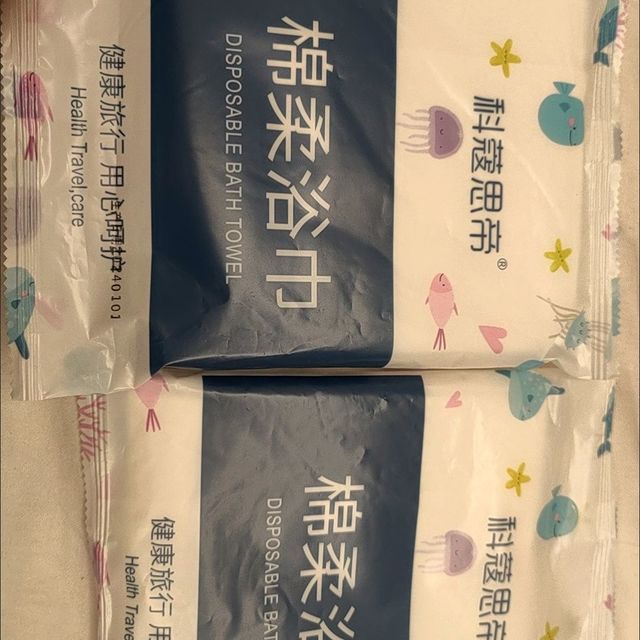 科蔻思帝®
棉柔浴巾
DISPOSABLE BATH TOWEL
健康旅行 用心呵护
Health Travel,care
科蔻思帝
棉柔浴
DISPOSABLE BAT
健康旅行 用
Health Trave